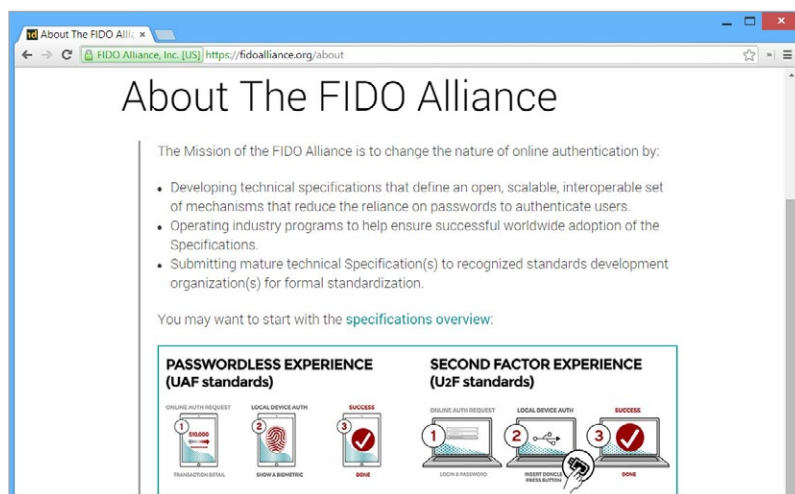 About The FIDO Alli
FIDO Alliance, Inc. [US] https://fidoalliance.org/about
About The FIDO Alliance
The Mission of the FIDO Alliance is to change the nature of online authentication by:
• Developing technical specifications that define an open, scalable, interoperable set
of mechanisms that reduce the reliance on passwords to authenticate users.
• Operating industry programs to help ensure successful worldwide adoption of the
Specifications.
• Submitting mature technical Specification(s) to recognized standards development
organization(s) for formal standardization.
You may want to start with the specifications overview:
PASSWORDLESS EXPERIENCE
(UAF standards)
ONLINE AUTH REQUEST LOCAL DEVICE AUTH SUCCESS
1 $10,000 2 3
TRANSACTION DETAIL SHOW A BIOMETRIC DONE
SECOND FACTOR EXPERIENCE
(U2F standards)
ONLINE AUTH REQUEST LOCAL DEVICE AUTH SUCCESS
1 2 3
LOGIN & PASSWORD INSERT DONGLE DONE
PRESS BUTTON